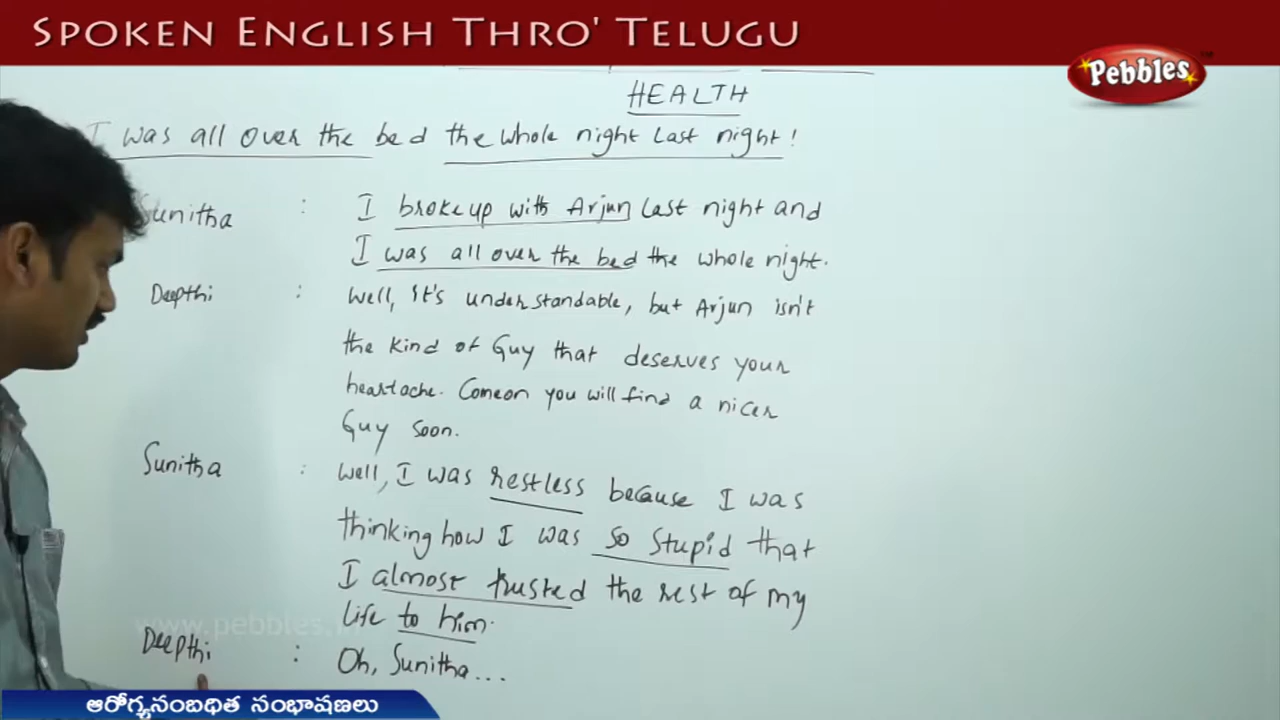 SPOKEN ENGLISH THRO' TELUGU
Pebbles
HEALTH
I was all over the bed the whole night last night!
Sunitha : I broke up with Arjun last night and
I was all over the bed the whole night.
Deepthi : Well, it's understandable, but Arjun isn't
the kind of Guy that deserves your
heartache. Comeon you will find a nicer
Guy soon.
Sunitha : Well, I was restless because I was
thinking how I was so stupid that
I almost trusted the rest of my
life to him.
www.pebbles.in
Deepthi : Oh, Sunitha...
ఆరోగ్యసంబధిత సంభాషణలు